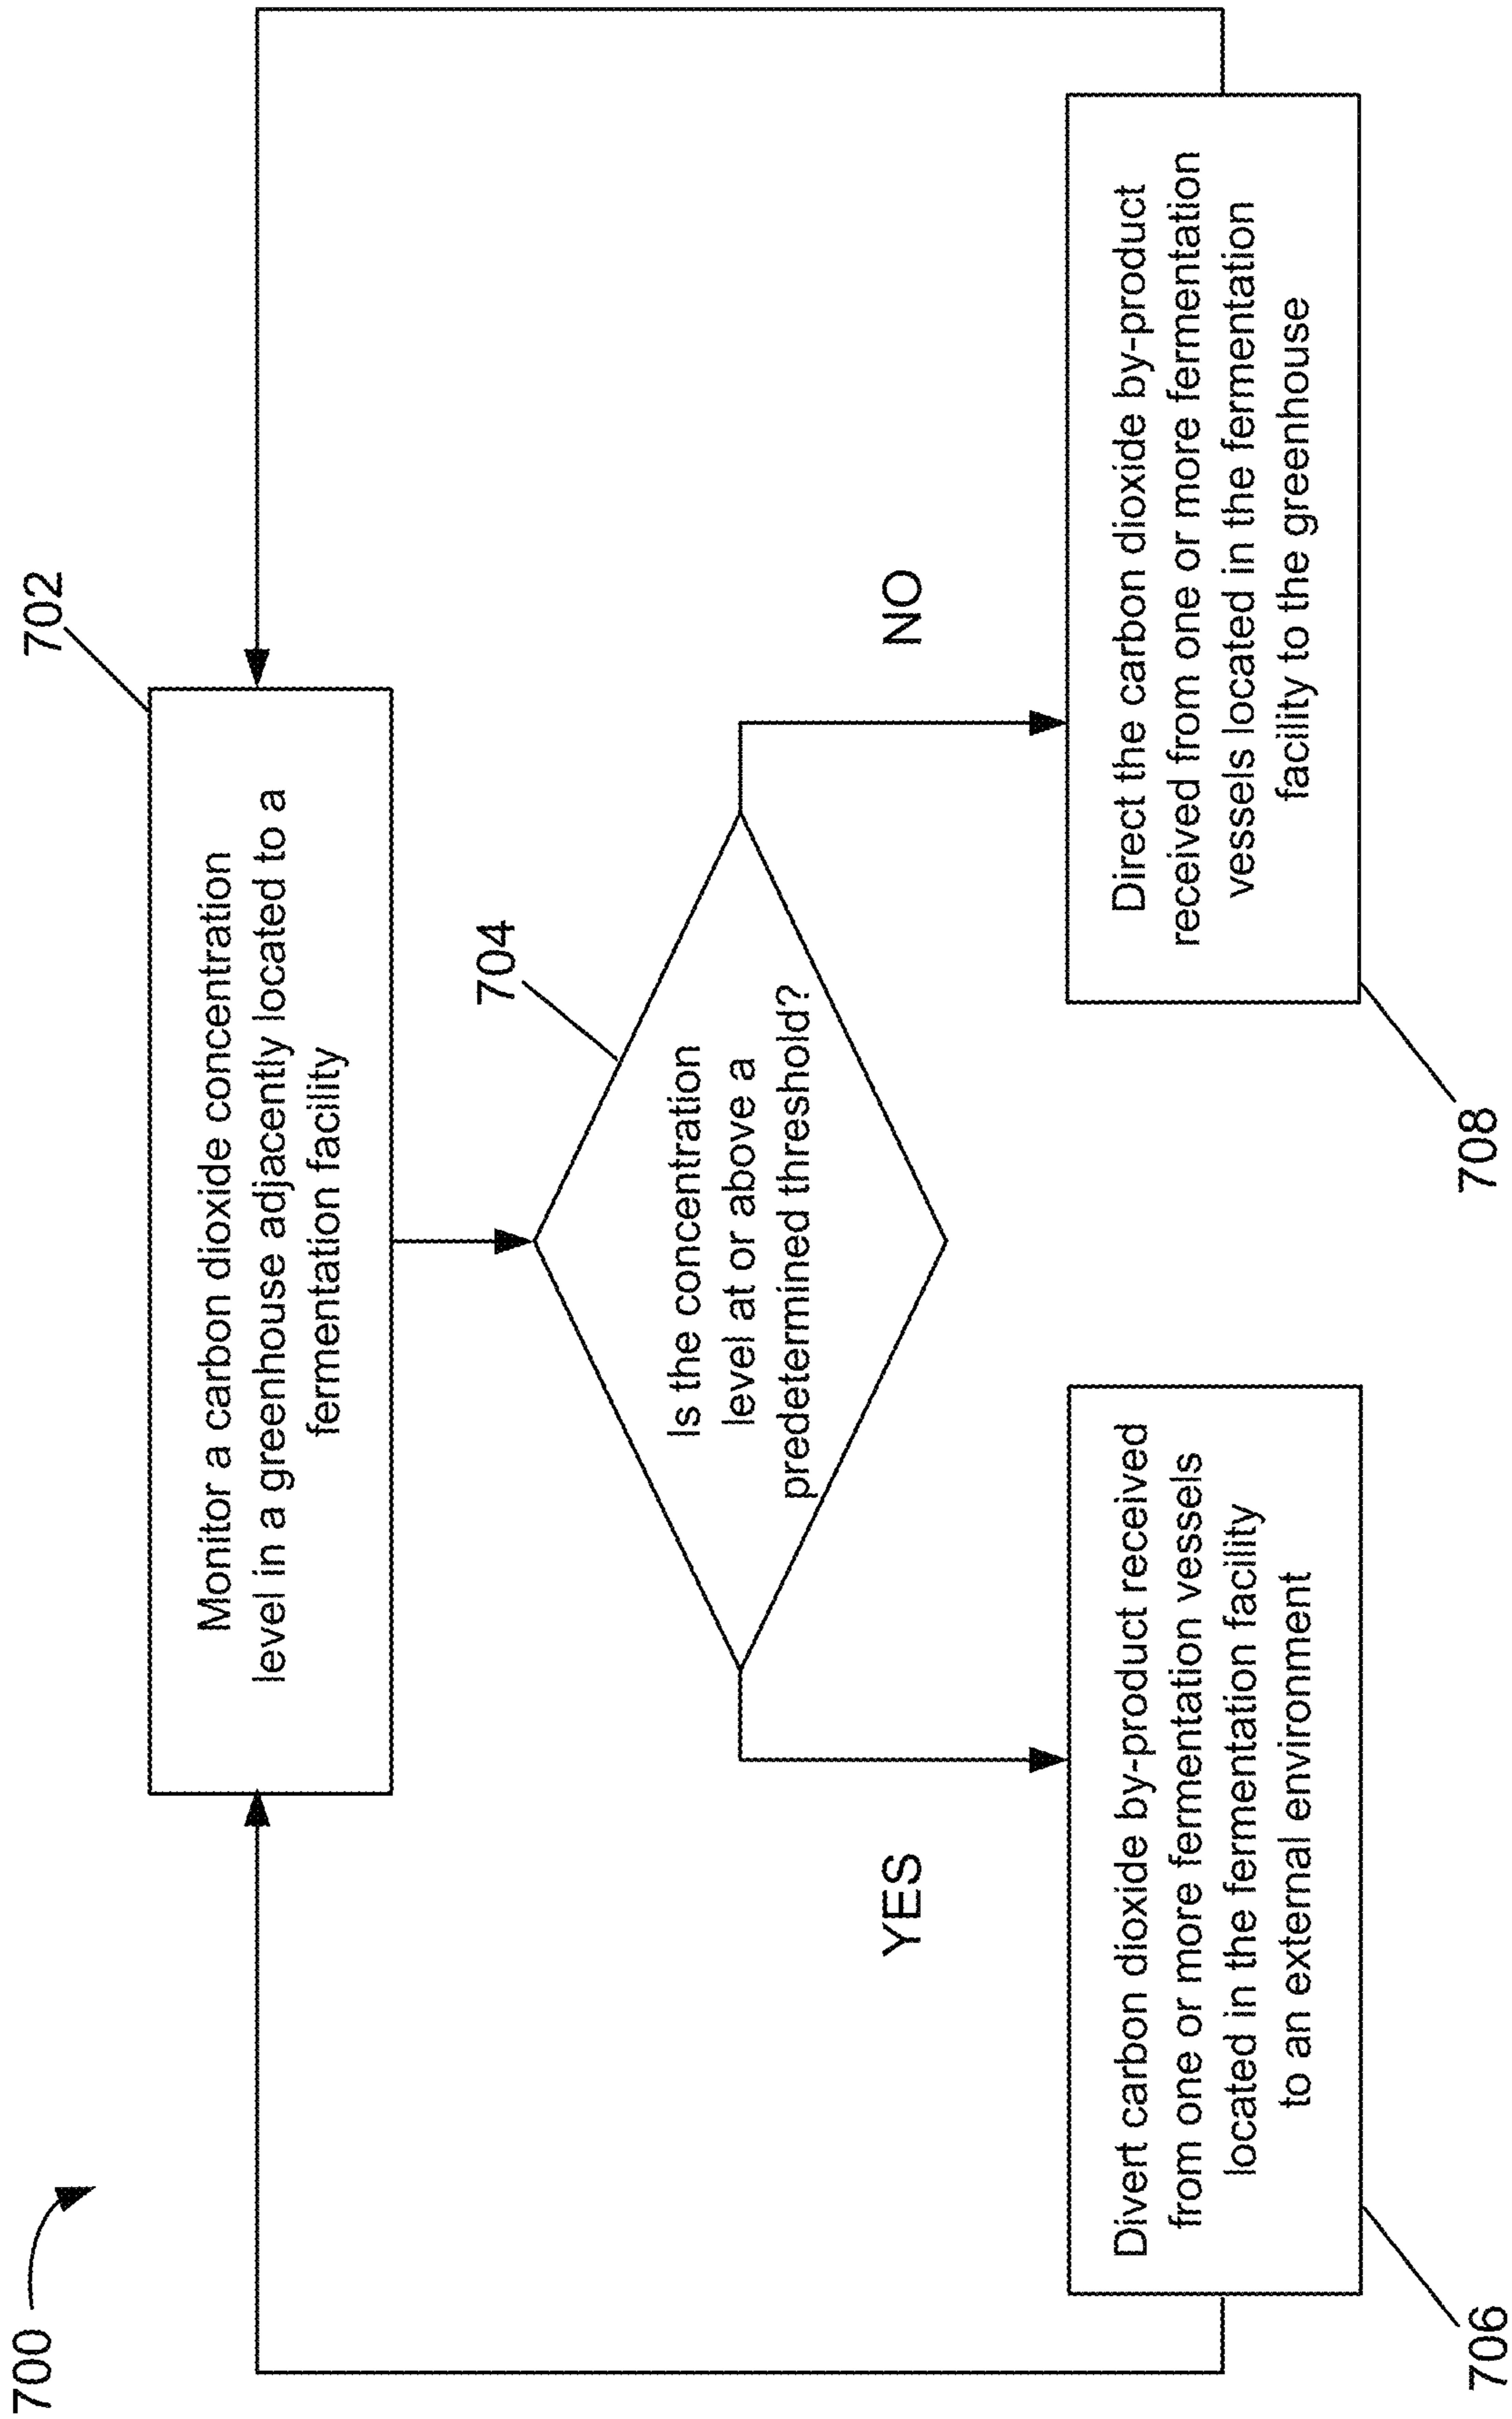 700
702
Monitor a carbon dioxide concentration
level in a greenhouse adjacently located to a
fermentation facility
704
Is the concentration
level at or above a
predetermined threshold?
YES
NO
Divert carbon dioxide by-product received
from one or more fermentation vessels
located in the fermentation facility
to an external environment
706
Direct the carbon dioxide by-product
received from one or more fermentation
vessels located in the fermentation
facility to the greenhouse
708